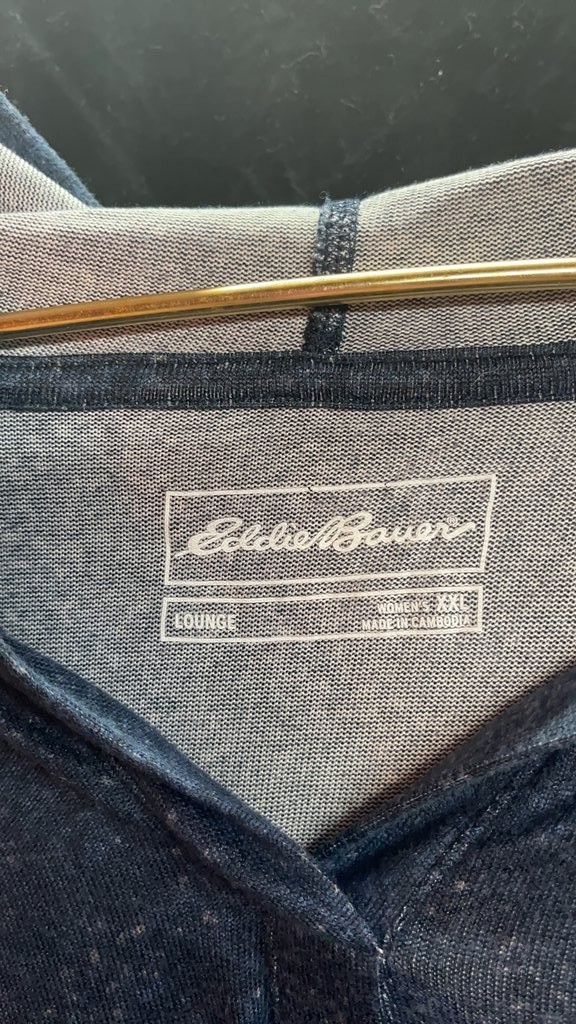 Eddie Bauer®
LOUNGE
WOMEN'S XXL
MADE IN CAMBODIA